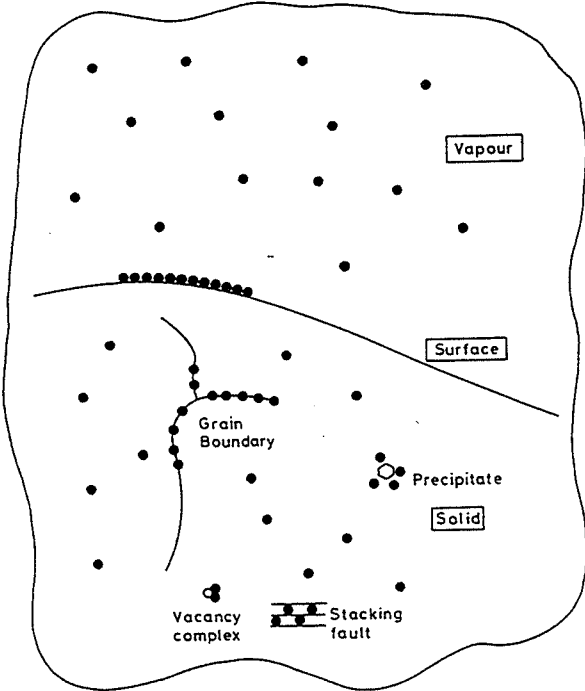 Vapour
Surface
Grain
Boundary
Precipitate
Solid
Vacancy
complex
Stacking
fault